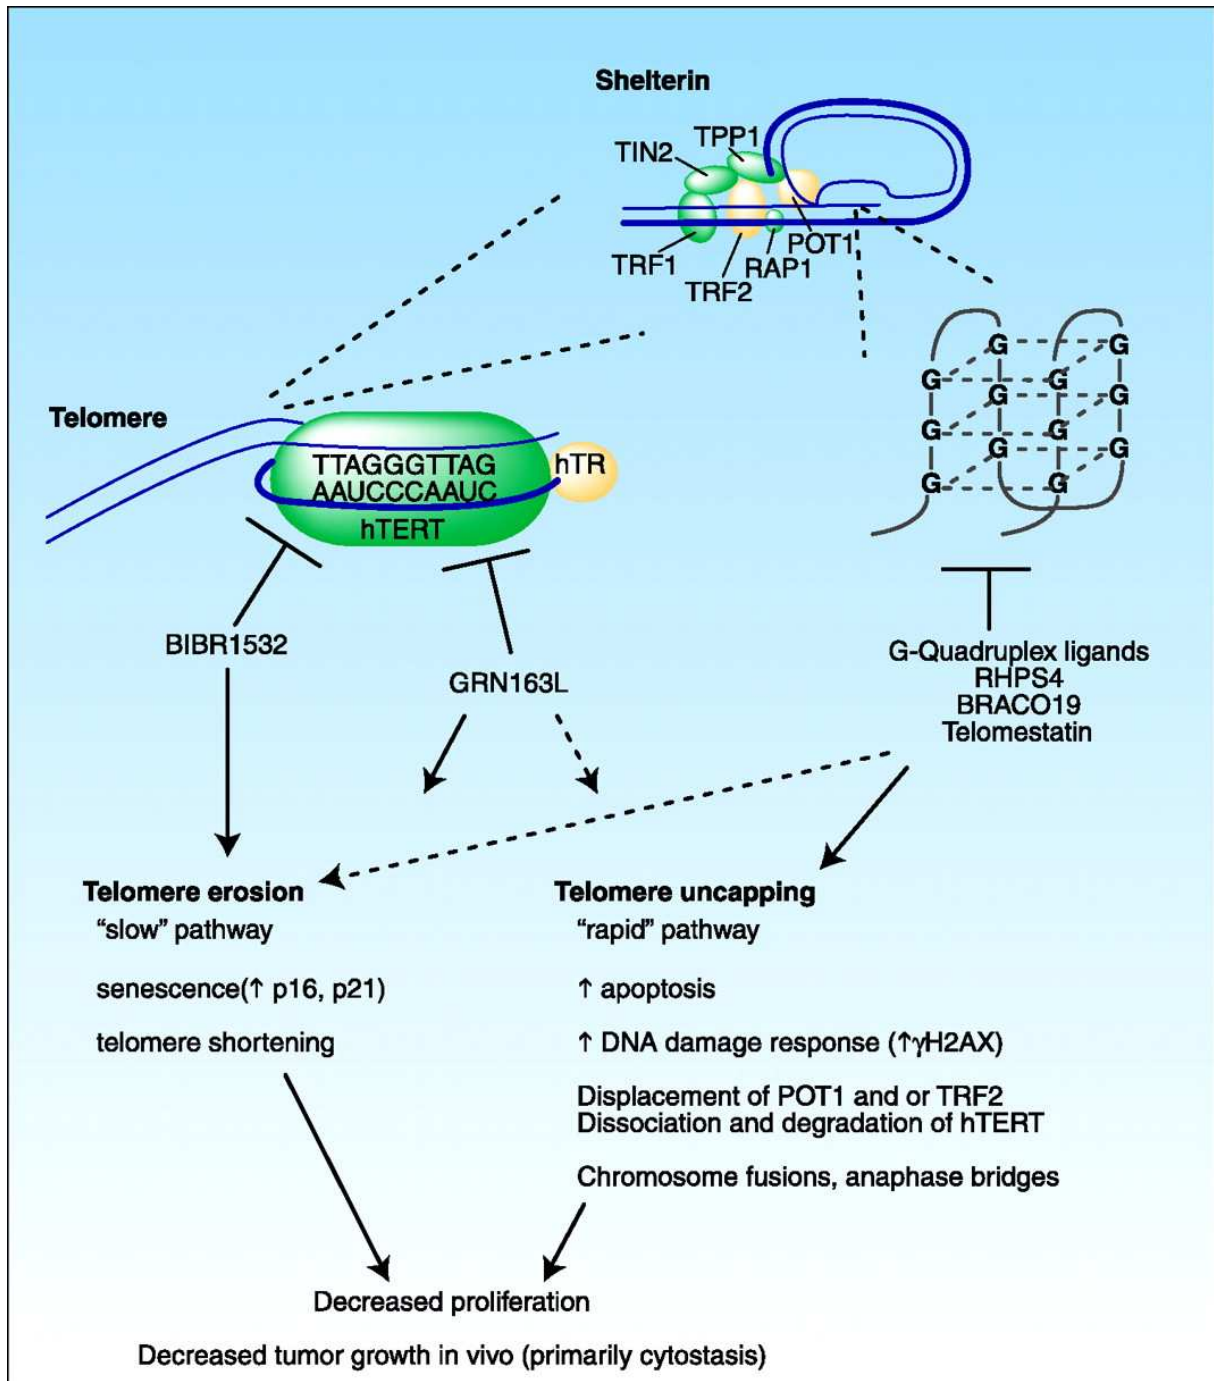 Shelterin
TPP1
TIN2
POT1
TRF1
RAP1
TRF2
G G
G G
G G
G G
G G
G G
Telomere
TTAGGGTTAG
AAUCCCAAUC
hTR
hTERT
BIBR1532
GRN163L
G-Quadruplex ligands
RHPS4
BRACO19
Telomestatin
Telomere erosion
“slow” pathway
senescence(↑ p16, p21)
telomere shortening
Telomere uncapping
“rapid” pathway
↑ apoptosis
↑ DNA damage response (↑γH2AX)
Displacement of POT1 and or TRF2
Dissociation and degradation of hTERT
Chromosome fusions, anaphase bridges
Decreased proliferation
Decreased tumor growth in vivo (primarily cytostasis)